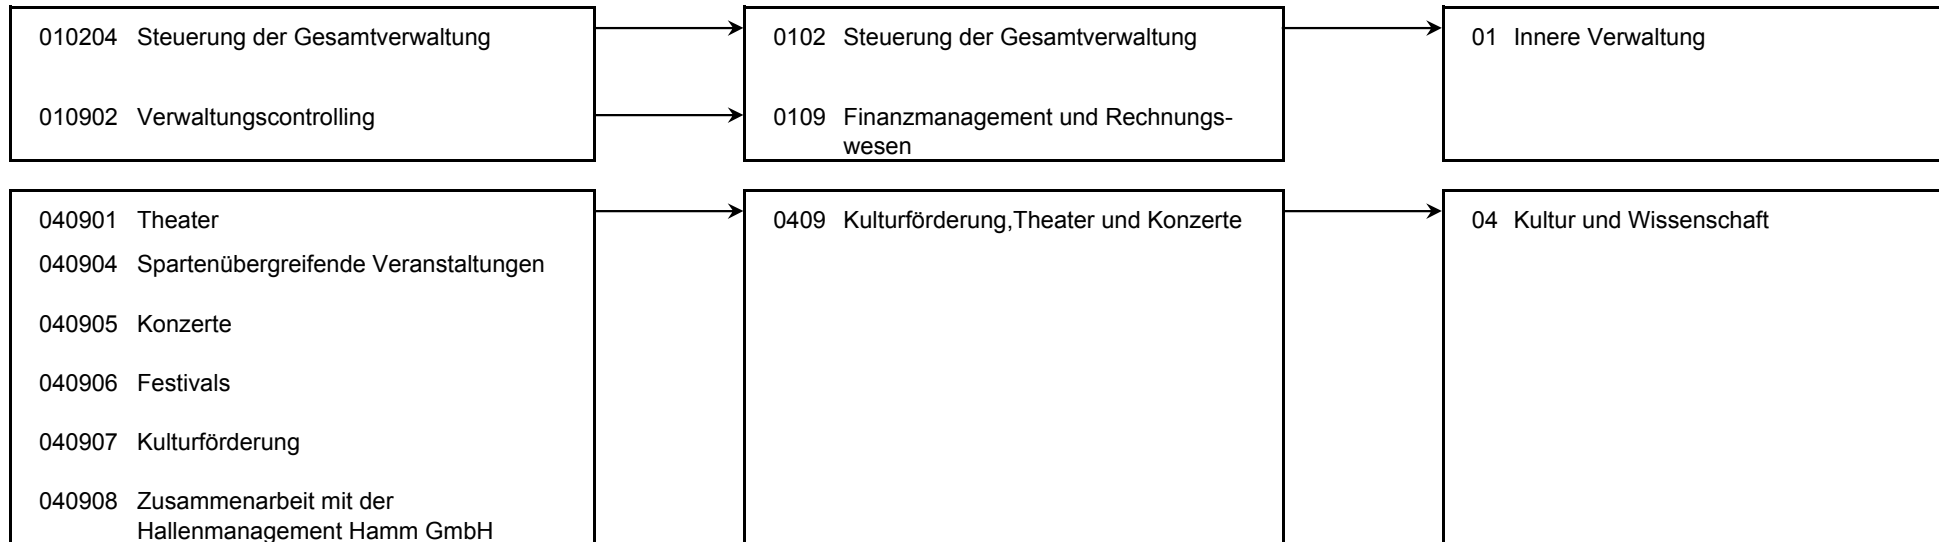 010204 Steuerung der Gesamtverwaltung
0102 Steuerung der Gesamtverwaltung
01 Innere Verwaltung
010902 Verwaltungscontrolling
0109 Finanzmanagement und Rechnungs-
wesen
040901 Theater
0409 Kulturförderung,Theater und Konzerte
04 Kultur und Wissenschaft
040904 Spartenübergreifende Veranstaltungen
040905 Konzerte
040906 Festivals
040907 Kulturförderung
040908 Zusammenarbeit mit der
Hallenmanagement Hamm GmbH